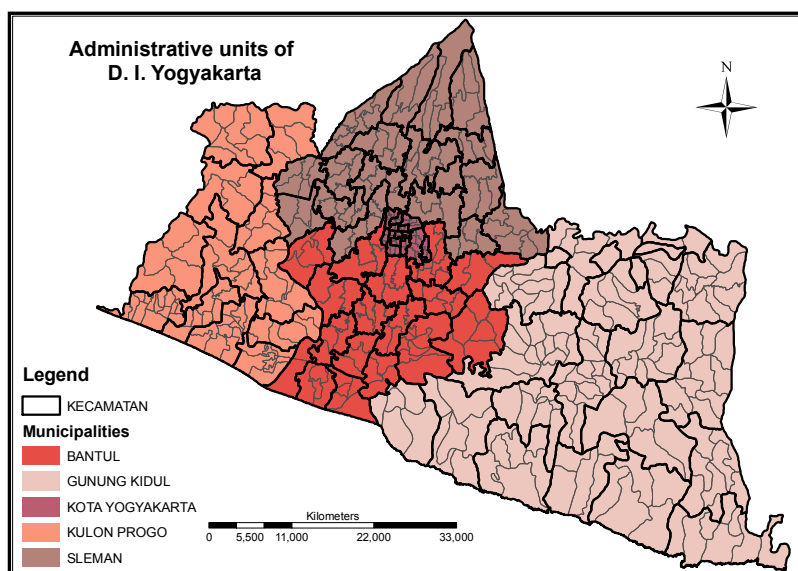 Administrative units of
D. I. Yogyakarta
N
Legend
KECAMATAN
Municipalities
BANTUL
GUNUNG KIDUL
KOTA YOGYAKARTA
KULON PROGO
SLEMAN
Kilometers
0 5,500 11,000 22,000 33,000